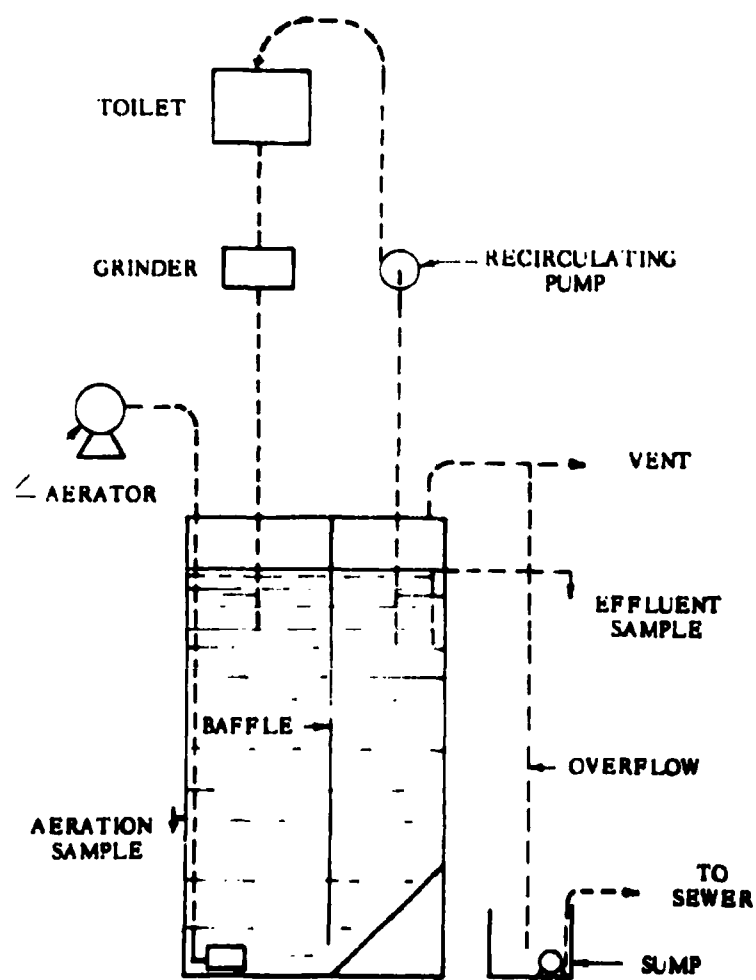 TOILET
GRINDER
RECIRCULATING
PUMP
AERATOR
VENT
EFFLUENT
SAMPLE
BAFFLE
OVERFLOW
AERATION
SAMPLE
TO
SEWER
SUMP